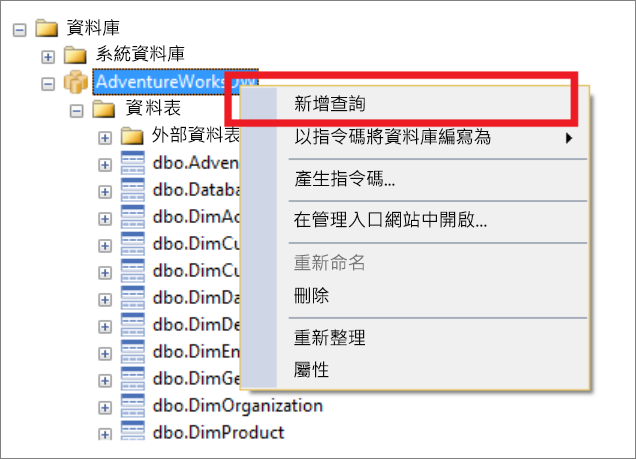 資料庫
系統資料庫
AdventureWorksDW
資料表
外部資料表
dbo.Adven
dbo.Databa
dbo.DimAc
dbo.DimCu
dbo.DimCu
dbo.DimDa
dbo.DimDe
dbo.DimEm
dbo.DimGe
dbo.DimOrganization
dbo.DimProduct
新增查詢
以指令碼將資料庫編寫為
產生指令碼...
在管理入口網站中開啟...
重新命名
刪除
重新整理
屬性